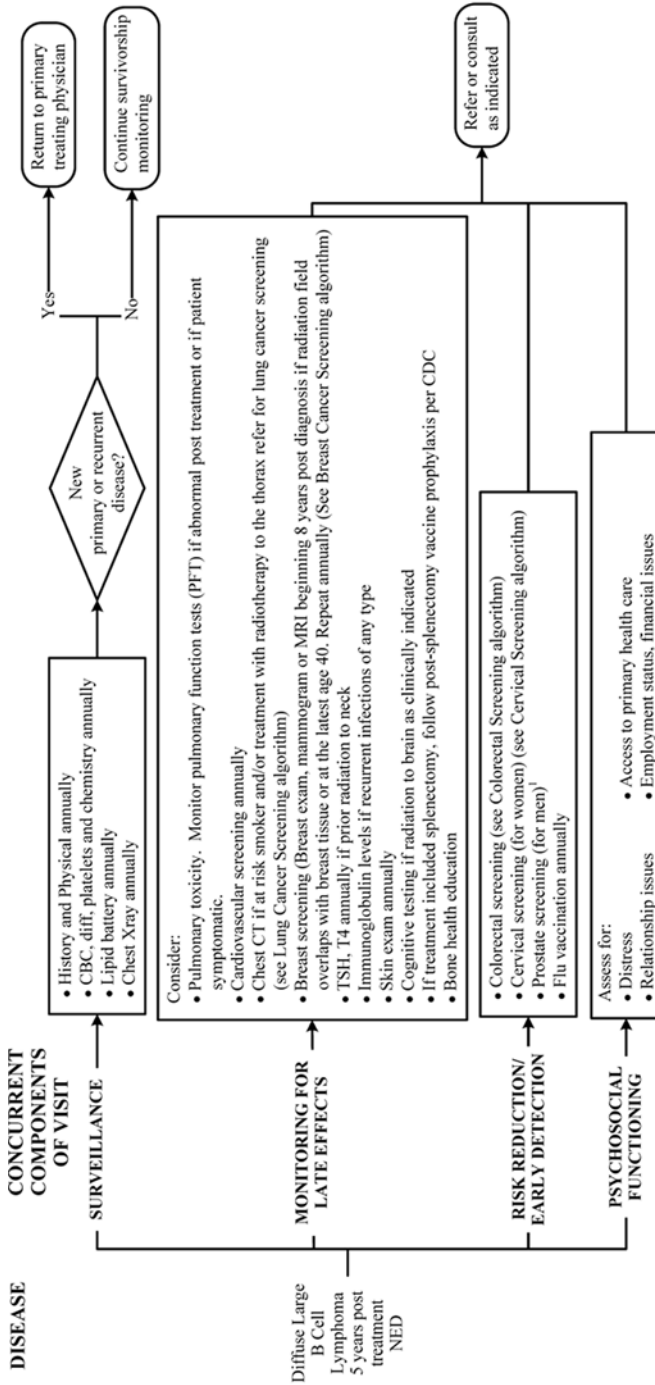 DISEASE
CONCURRENT
COMPONENTS
OF VISIT
Diffuse Large
B Cell
Lymphoma
5 years post
treatment
NED
SURVEILLANCE
• History and Physical annually
• CBC, diff, platelets and chemistry annually
• Lipid battery annually
• Chest Xray annually
New
primary or recurrent
disease?
Yes
Return to primary
treating physician
No
Continue survivorship
monitoring
MONITORING FOR
LATE EFFECTS
Consider:
• Pulmonary toxicity. Monitor pulmonary function tests (PFT) if abnormal post treatment or if patient
symptomatic.
• Cardiovascular screening annually
• Chest CT if at risk smoker and/or treatment with radiotherapy to the thorax refer for lung cancer screening
(see Lung Cancer Screening algorithm)
• Breast screening (Breast exam, mammogram or MRI beginning 8 years post diagnosis if radiation field
overlaps with breast tissue or at the latest age 40. Repeat annually (See Breast Cancer Screening algorithm)
• TSH, T4 annually if prior radiation to neck
• Immunoglobulin levels if recurrent infections of any type
• Skin exam annually
• Cognitive testing if radiation to brain as clinically indicated
• If treatment included splenectomy, follow post-splenectomy vaccine prophylaxis per CDC
• Bone health education
Refer or consult
as indicated
RISK REDUCTION/
EARLY DETECTION
• Colorectal screening (see Colorectal Screening algorithm)
• Cervical screening (for women) (see Cervical Screening algorithm)
• Prostate screening (for men)¹
• Flu vaccination annually
PSYCHOSOCIAL
FUNCTIONING
Assess for:
• Distress
• Relationship issues
• Access to primary health care
• Employment status, financial issues